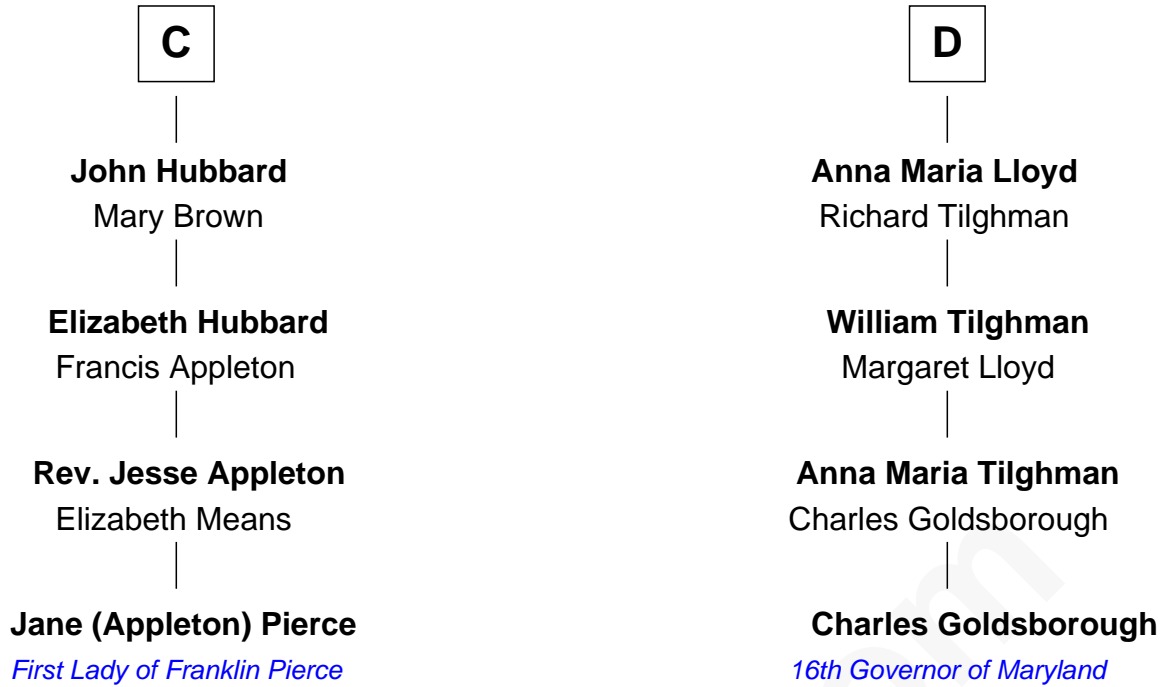 C
John Hubbard
Mary Brown
Elizabeth Hubbard
Francis Appleton
Rev. Jesse Appleton
Elizabeth Means
Jane (Appleton) Pierce
First Lady of Franklin Pierce
D
Anna Maria Lloyd
Richard Tilghman
William Tilghman
Margaret Lloyd
Anna Maria Tilghman
Charles Goldsborough
Charles Goldsborough
16th Governor of Maryland